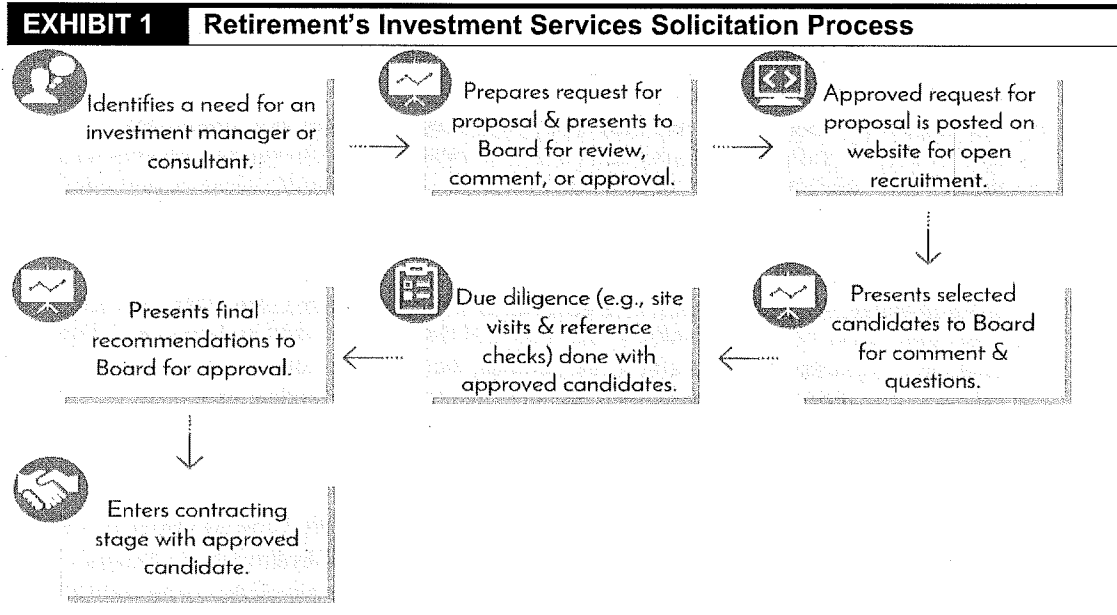 EXHIBIT 1 Retirement's Investment Services Solicitation Process
Identifies a need for an
investment manager or
consultant.
Prepares request for
proposal & presents to
Board for review,
comment, or approval.
Approved request for
proposal is posted on
website for open
recruitment.
Presents selected
candidates to Board
for comment &
questions.
Due diligence (e.g., site
visits & reference
checks) done with
approved candidates.
Presents final
recommendations to
Board for approval.
Enters contracting
stage with approved
candidate.